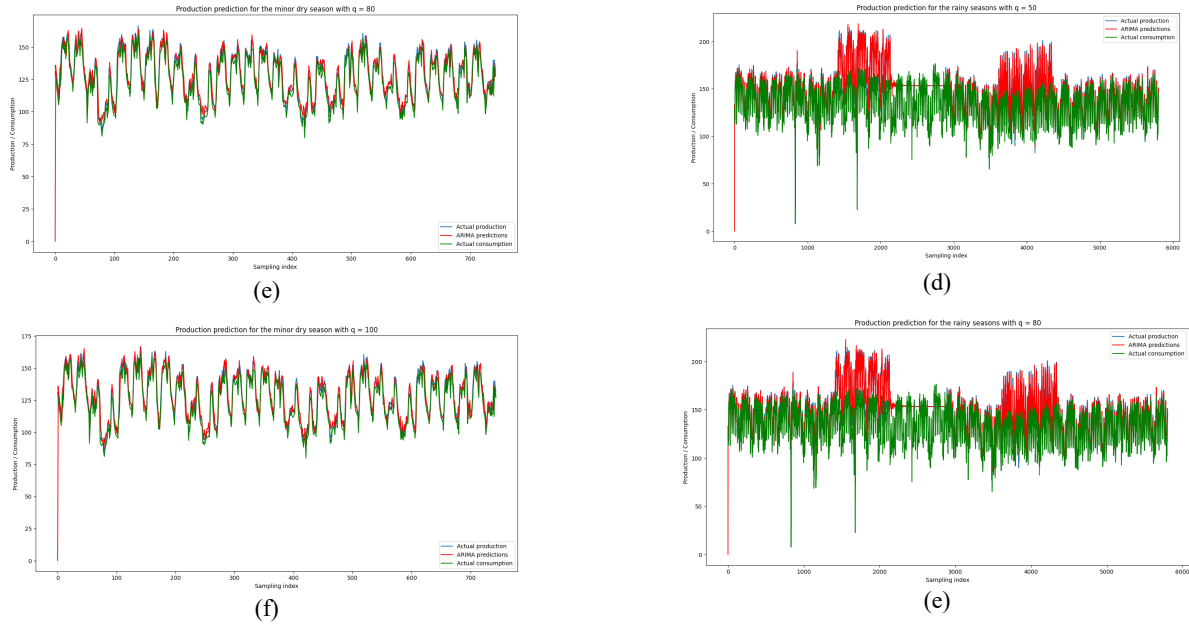 Production prediction for the minor dry season with q = 80
Production / Consumption
150
125
100
75
50
25
0
Actual production
ARIMA predictions
Actual consumption
0 100 200 300 400 500 600 700
Sampling index
(e)
Production prediction for the rainy seasons with q = 50
Production / Consumption
200
150
100
50
0
Actual production
ARIMA predictions
Actual consumption
0 1000 2000 3000 4000 5000 6000
Sampling index
(d)
Production prediction for the minor dry season with q = 100
Production / Consumption
175
150
125
100
75
50
25
0
Actual production
ARIMA predictions
Actual consumption
0 100 200 300 400 500 600 700
Sampling index
(f)
Production prediction for the rainy seasons with q = 80
Production / Consumption
200
150
100
50
0
Actual production
ARIMA predictions
Actual consumption
0 1000 2000 3000 4000 5000 6000
Sampling index
(e)